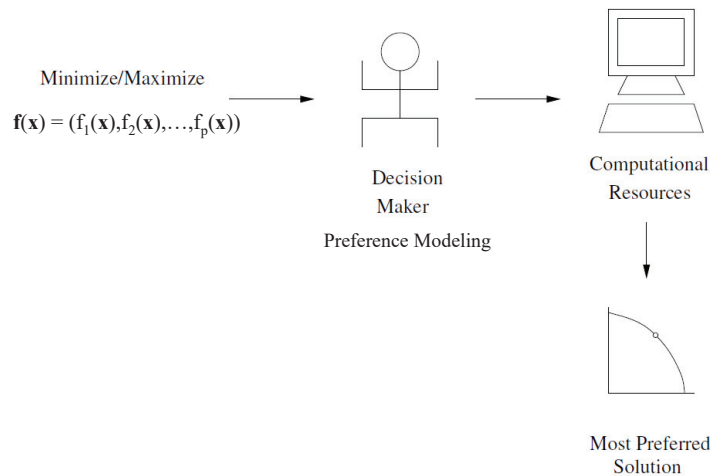 Minimize/Maximize
f(x) = (f₁(x),f₂(x),…,fₚ(x))
Decision
Maker
Preference Modeling
Computational
Resources
Most Preferred
Solution